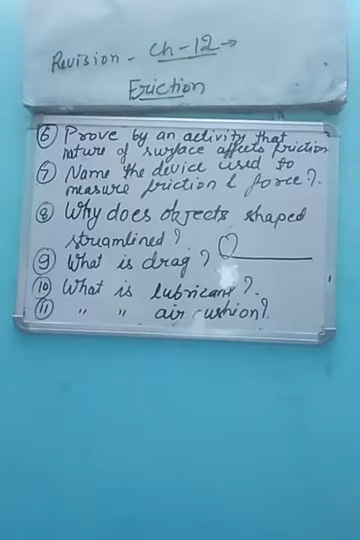 Revision - Ch-12→
Friction
⑥ Prove by an activity that
nature of surface affects friction
⑦ Name the device used to
measure friction & force?.
⑧ Why does objects shaped
streamlined?
⑨ What is drag?
⑩ What is lubricant?.
⑪ " " air cushion?.